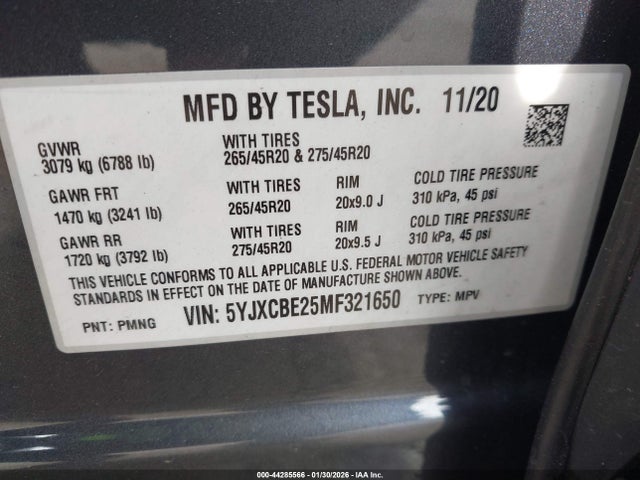 MFD BY TESLA, INC. 11/20
GVWR
3079 kg (6788 lb)
WITH TIRES
265/45R20 & 275/45R20
GAWR FRT
1470 kg (3241 lb)
WITH TIRES
265/45R20
RIM
20x9.0 J
COLD TIRE PRESSURE
310 kPa, 45 psi
GAWR RR
1720 kg (3792 lb)
WITH TIRES
275/45R20
RIM
20x9.5 J
COLD TIRE PRESSURE
310 kPa, 45 psi
THIS VEHICLE CONFORMS TO ALL APPLICABLE U.S. FEDERAL MOTOR VEHICLE SAFETY
STANDARDS IN EFFECT ON THE DATE OF MANUFACTURE SHOWN ABOVE.
PNT: PMNG VIN: 5YJXCBE25MF321650 TYPE: MPV
000-44285566 - 01/30/2026 - IAA Inc.